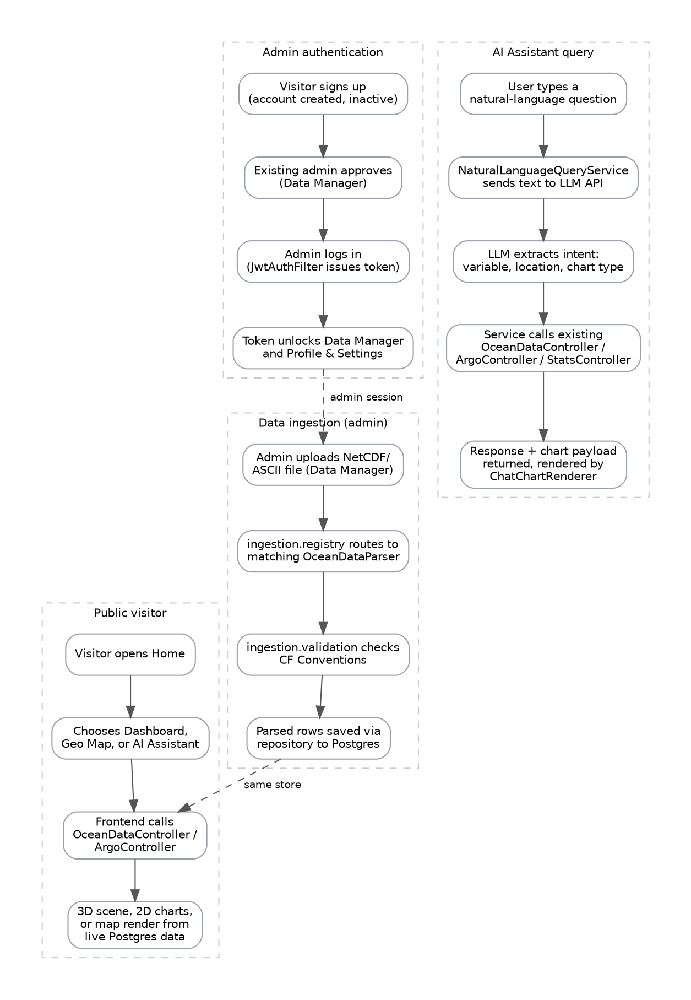 Admin authentication
Visitor signs up
(account created, inactive)
Existing admin approves
(Data Manager)
Admin logs in
(JwtAuthFilter issues token)
Token unlocks Data Manager
and Profile & Settings
admin session
Data ingestion (admin)
Admin uploads NetCDF/
ASCII file (Data Manager)
ingestion.registry routes to
matching OceanDataParser
ingestion.validation checks
CF Conventions
Parsed rows saved via
repository to Postgres
same store
AI Assistant query
User types a
natural-language question
NaturalLanguageQueryService
sends text to LLM API
LLM extracts intent:
variable, location, chart type
Service calls existing
OceanDataController /
ArgoController / StatsController
Response + chart payload
returned, rendered by
ChatChartRenderer
Public visitor
Visitor opens Home
Chooses Dashboard,
Geo Map, or AI Assistant
Frontend calls
OceanDataController /
ArgoController
3D scene, 2D charts,
or map render from
live Postgres data